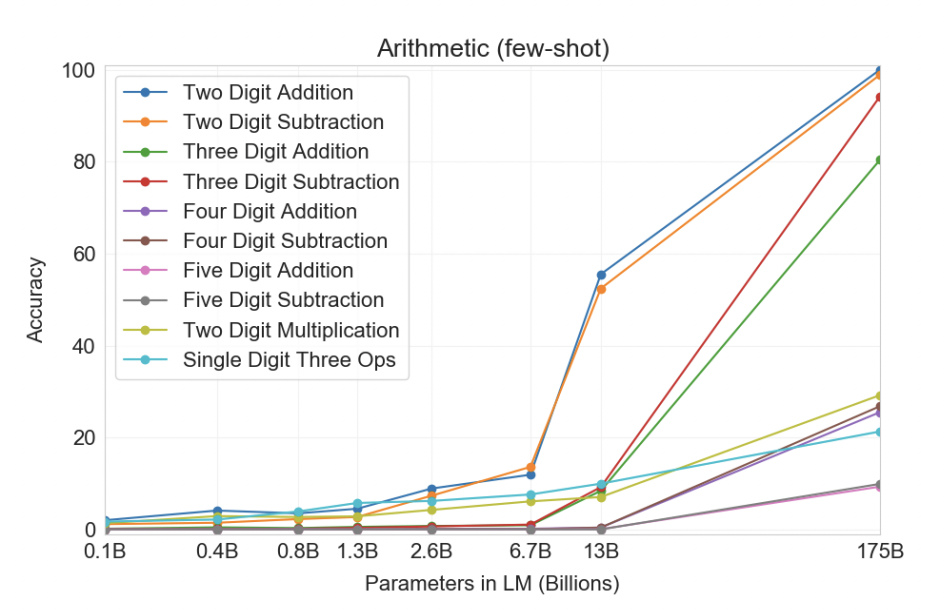 Arithmetic (few-shot)
100
80
60
40
20
0
Accuracy
Two Digit Addition
Two Digit Subtraction
Three Digit Addition
Three Digit Subtraction
Four Digit Addition
Four Digit Subtraction
Five Digit Addition
Five Digit Subtraction
Two Digit Multiplication
Single Digit Three Ops
0.1B 0.4B 0.8B 1.3B 2.6B 6.7B 13B 175B
Parameters in LM (Billions)